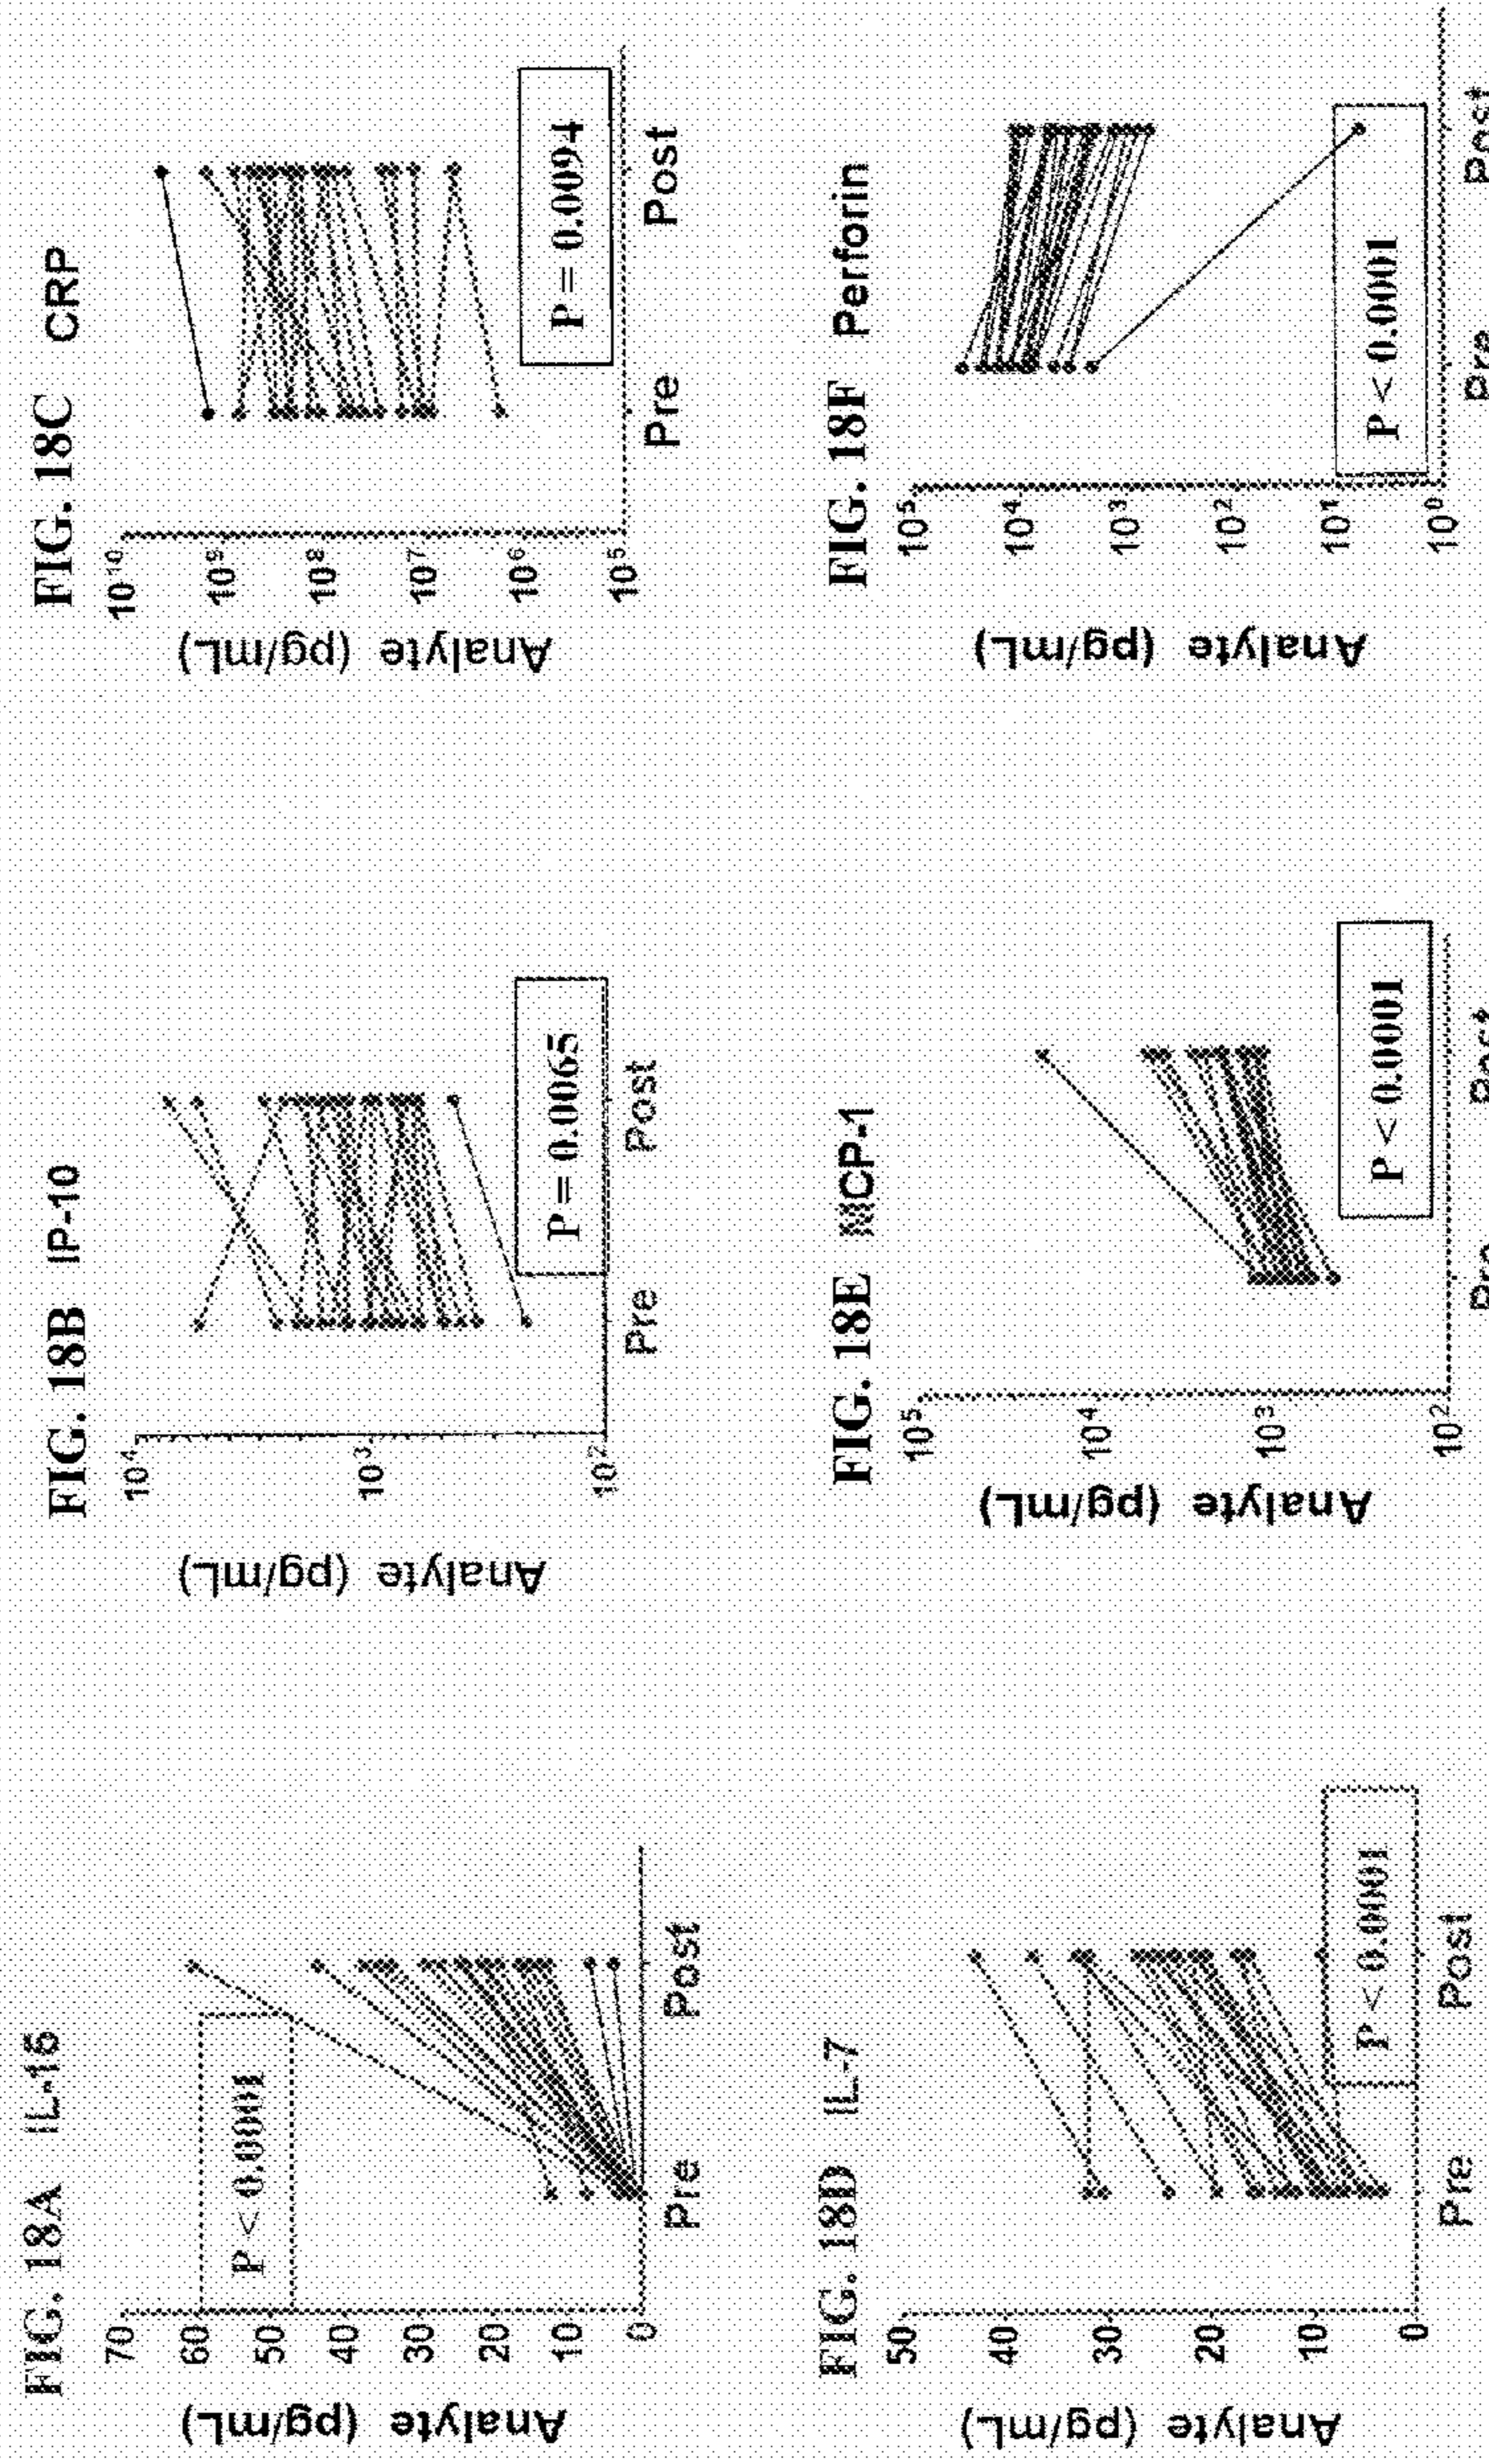 FIG. 18A IL-15
Analyte (pg/mL)
70
60
50
40
30
20
10
0
P < 0.0001
Pre Post
FIG. 18B IP-10
Analyte (pg/mL)
10⁴
10³
10²
P = 0.0065
Pre Post
FIG. 18C CRP
Analyte (pg/mL)
10¹⁰
10⁹
10⁸
10⁷
10⁶
10⁵
P = 0.0094
Pre Post
FIG. 18D IL-7
Analyte (pg/mL)
50
40
30
20
10
0
P < 0.0001
Pre Post
FIG. 18E MCP-1
Analyte (pg/mL)
10⁵
10⁴
10³
10²
P < 0.0001
Pre Post
FIG. 18F Perforin
Analyte (pg/mL)
10⁵
10⁴
10³
10²
10¹
10⁰
P < 0.0001
Pre Post